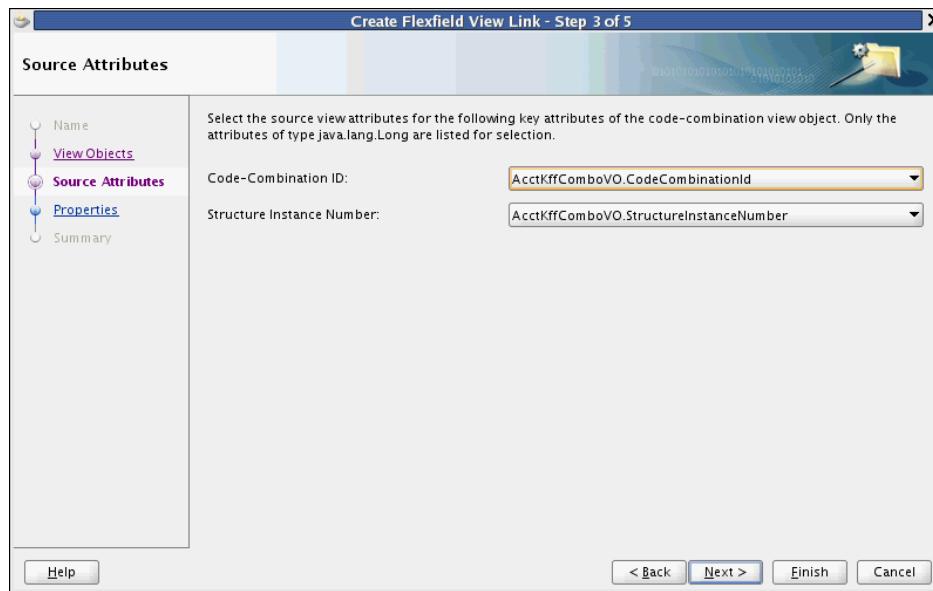 Create Flexfield View Link - Step 3 of 5
Source Attributes
Name
View Objects
Source Attributes
Properties
Summary
Select the source view attributes for the following key attributes of the code-combination view object. Only the
attributes of type java.lang.Long are listed for selection.
Code-Combination ID:
AcctKffComboVO.CodeCombinationId
Structure Instance Number:
AcctKffComboVO.StructureInstanceNumber
Help
< Back
Next >
Finish
Cancel